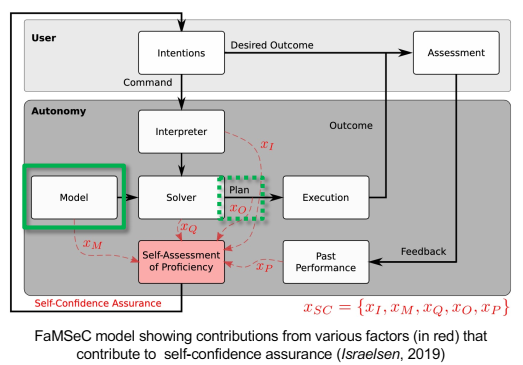 User
Intentions
Desired Outcome
Assessment
Command
Autonomy
Interpreter
x_I
Outcome
Model
Solver
Plan
x_O
Execution
x_Q
x_M
Self-Assessment
of Proficiency
x_P
Past
Performance
Feedback
Self-Confidence Assurance
x_{SC} = {x_I, x_M, x_Q, x_O, x_P}
FaMSeC model showing contributions from various factors (in red) that
contribute to self-confidence assurance (Israelsen, 2019)